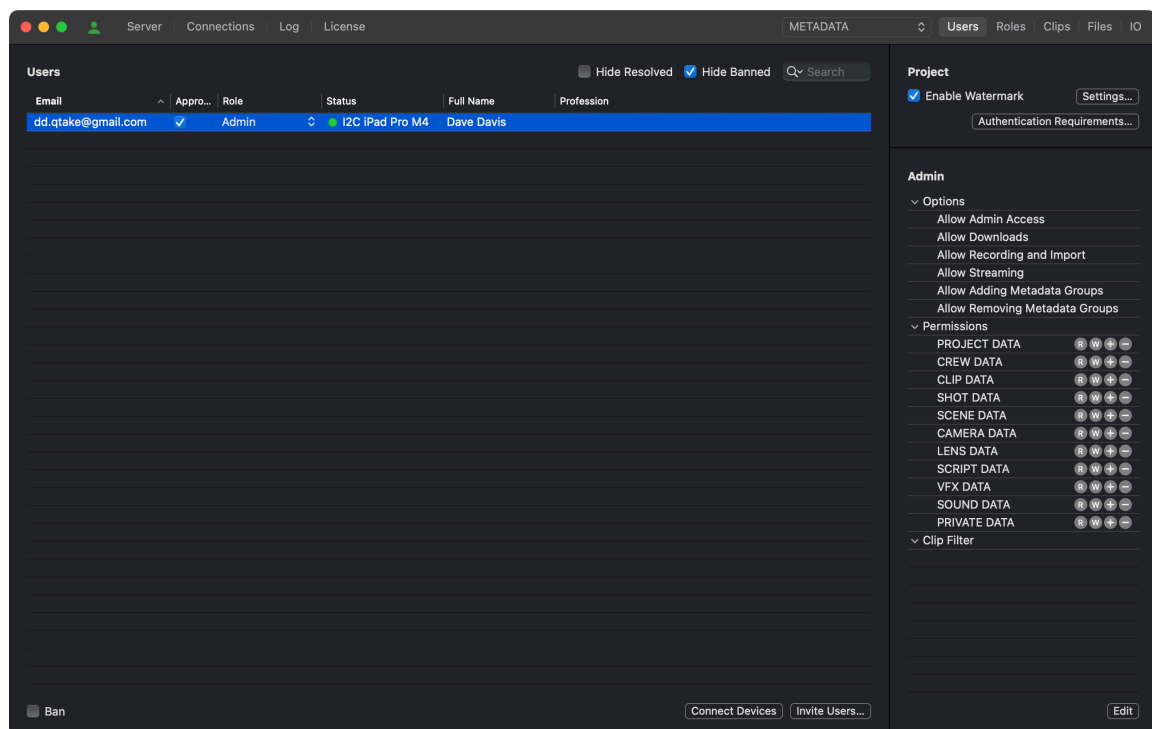 Server Connections Log License METADATA Users Roles Clips Files IO
Users Hide Resolved Hide Banned Search
Email Appro... Role Status Full Name Profession
dd.qtake@gmail.com Admin I2C iPad Pro M4 Dave Davis
Ban Connect Devices Invite Users...
Project
Enable Watermark Settings...
Authentication Requirements...
Admin
Options
Allow Admin Access
Allow Downloads
Allow Recording and Import
Allow Streaming
Allow Adding Metadata Groups
Allow Removing Metadata Groups
Permissions
PROJECT DATA R W + −
CREW DATA R W + −
CLIP DATA R W + −
SHOT DATA R W + −
SCENE DATA R W + −
CAMERA DATA R W + −
LENS DATA R W + −
SCRIPT DATA R W + −
VFX DATA R W + −
SOUND DATA R W + −
PRIVATE DATA R W + −
Clip Filter
Edit